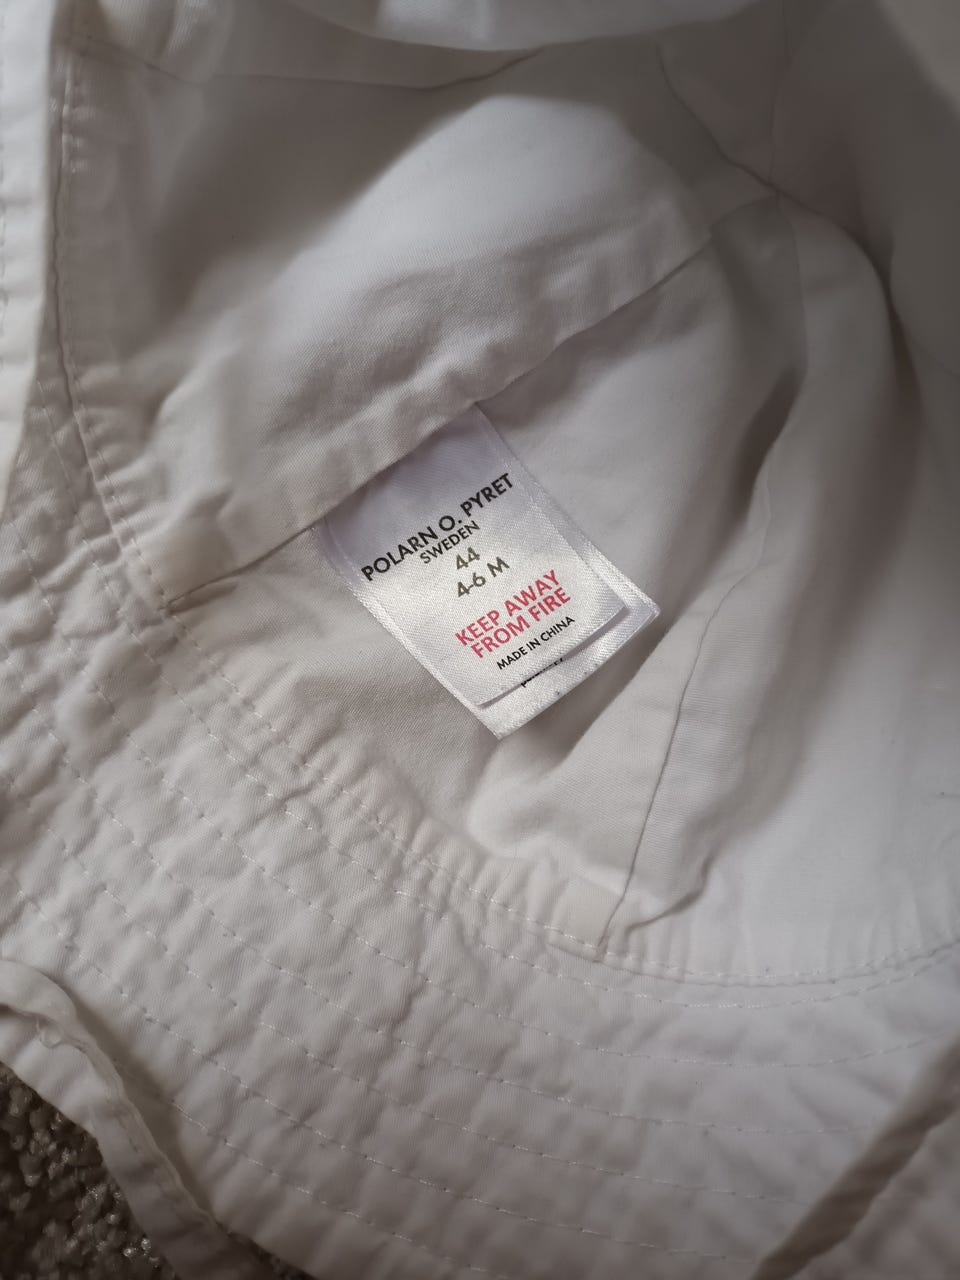 POLARN O. PYRET
SWEDEN
44
4-6 M
KEEP AWAY
FROM FIRE
MADE IN CHINA